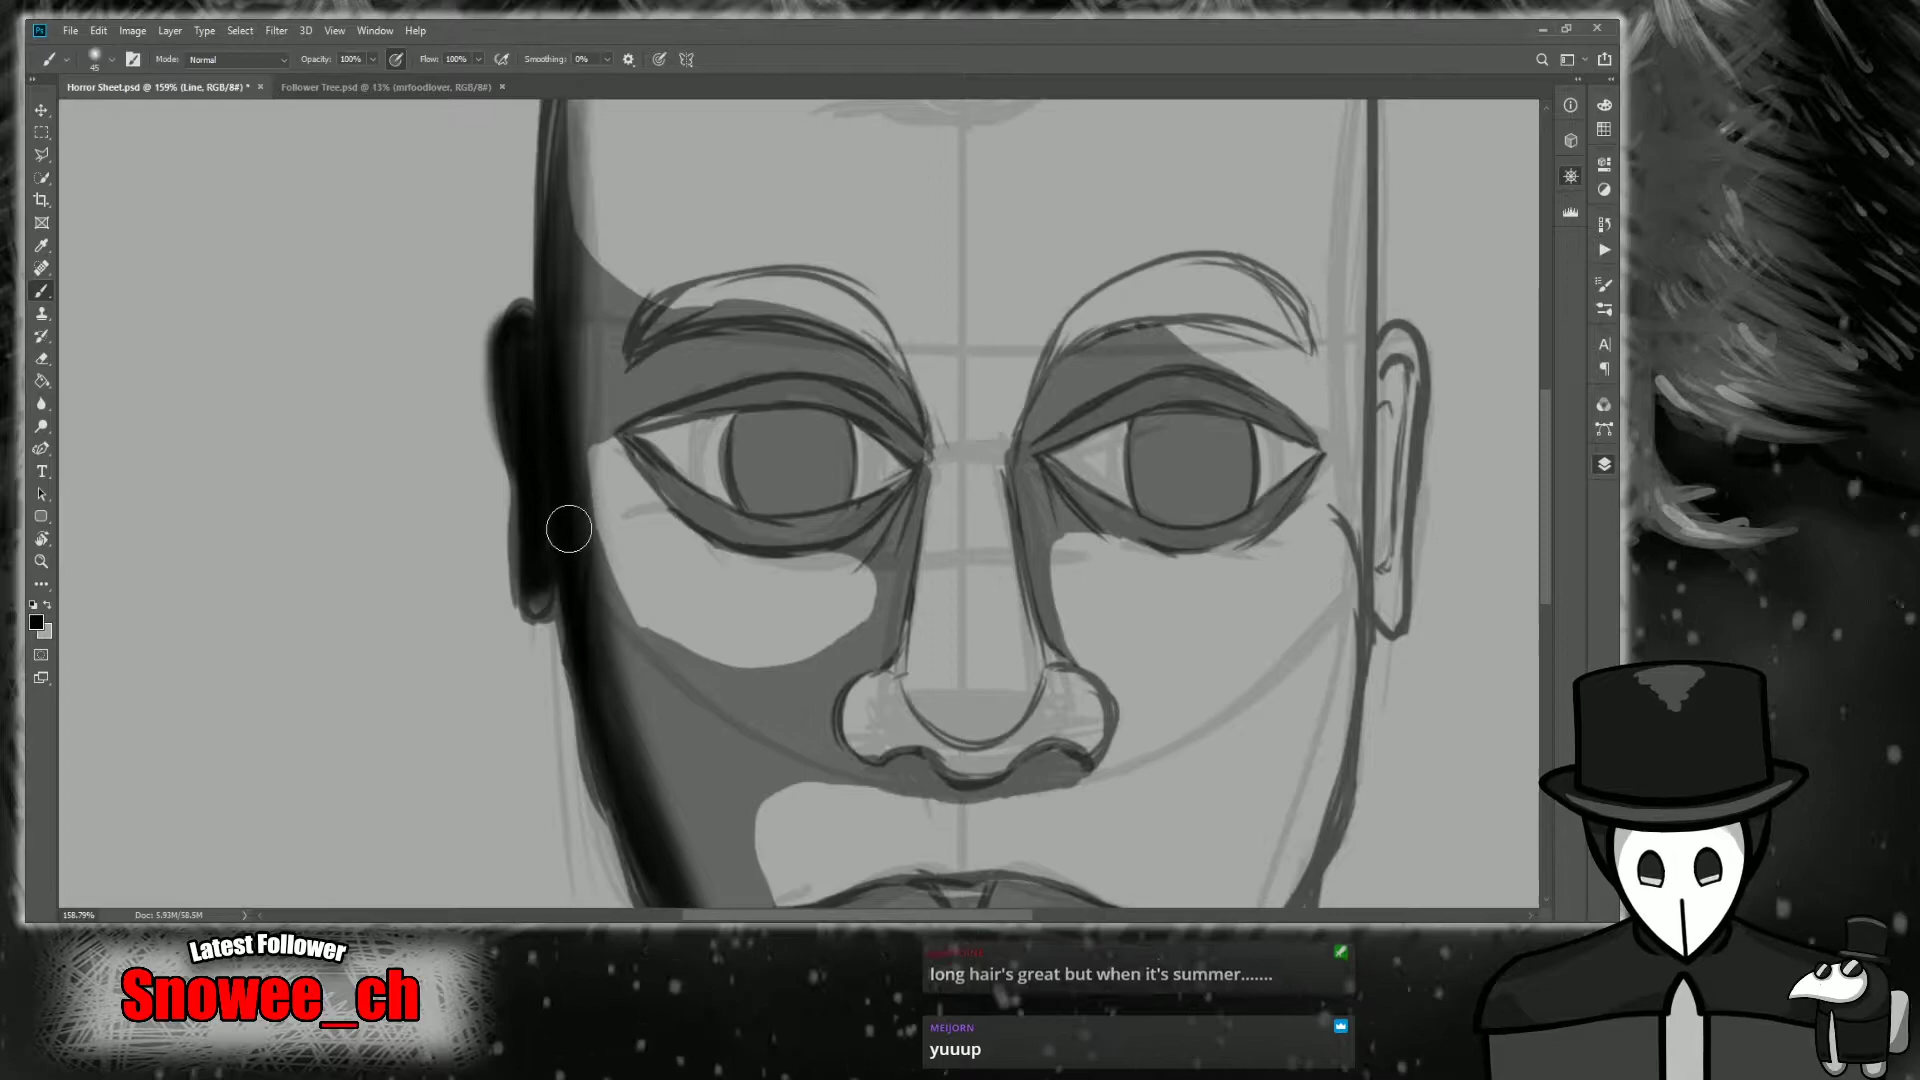 Ps File Edit Image Layer Type Select Filter 3D View Window Help
45 Mode: Normal Opacity: 100% Flow: 100% Smoothing: 0%
Horror Sheet.psd @ 159% (Line, RGB/8#) * × Follower Tree.psd @ 13% (mrfoodlover, RGB/8#) ×
158.79% Doc: 5.93M/58.5M
Latest Follower
Snowee_ch
long hair's great but when it's summer.......
MEIJORN
yuuup